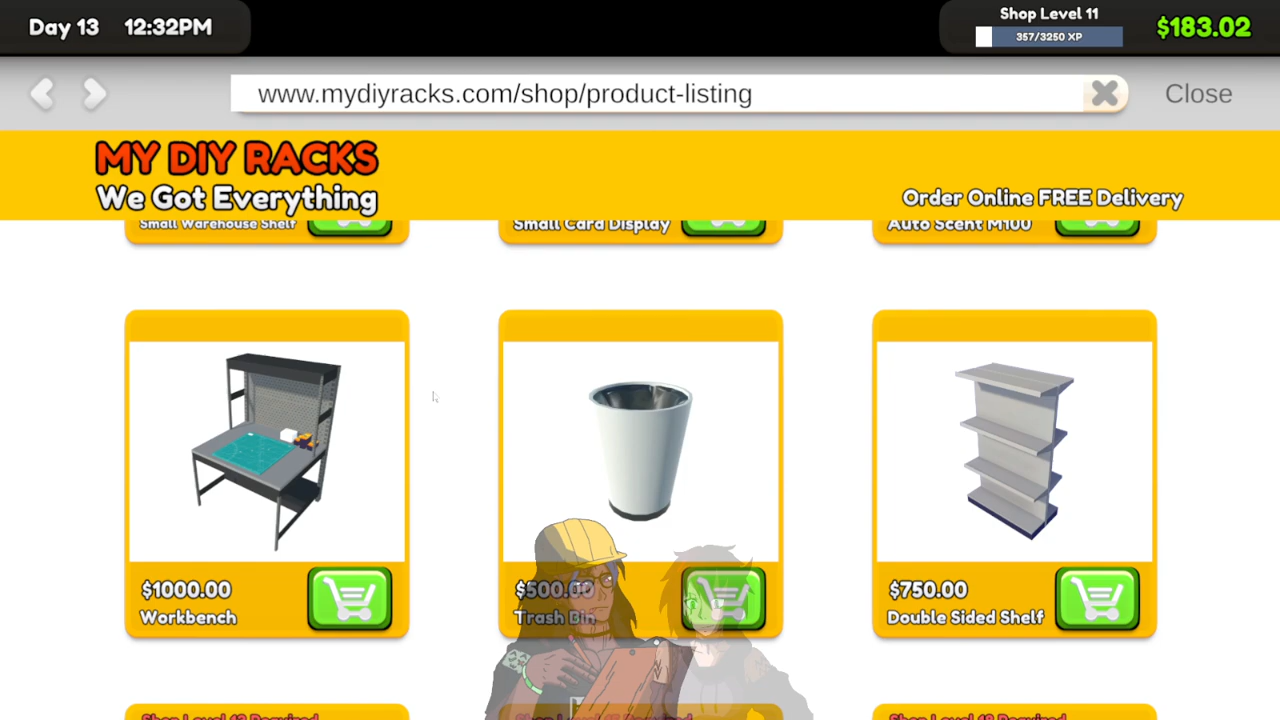 Day 13 12:32PM
Shop Level 11
357/3250 XP
$183.02
www.mydiyracks.com/shop/product-listing
Close
MY DIY RACKS
We Got Everything
Order Online FREE Delivery
Small Warehouse Shelf
Small Card Display
Auto Scent M100
$1000.00
Workbench
$500.00
Trash Bin
$750.00
Double Sided Shelf